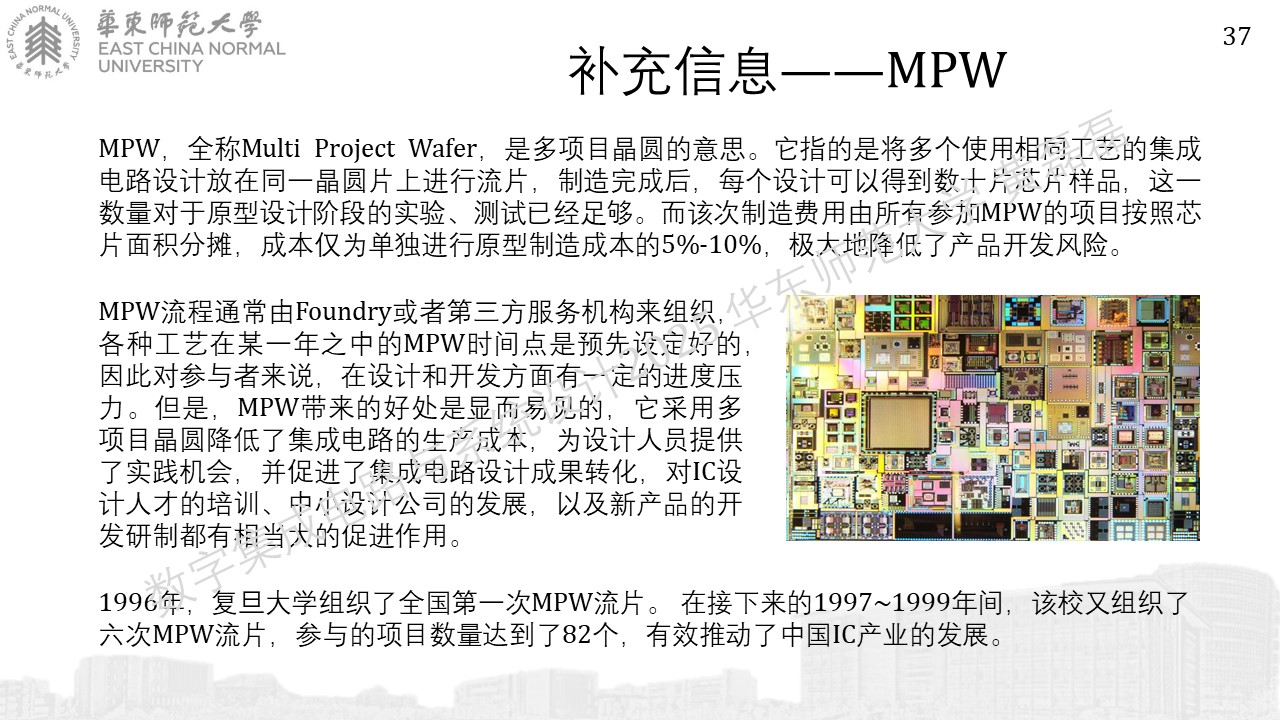 華東師範大學
EAST CHINA NORMAL
UNIVERSITY
EAST CHINA NORMAL UNIVERSITY
華東師範大學
37
补充信息——MPW
MPW，全称Multi Project Wafer，是多项目晶圆的意思。它指的是将多个使用相同工艺的集成
电路设计放在同一晶圆片上进行流片，制造完成后，每个设计可以得到数十片芯片样品，这一
数量对于原型设计阶段的实验、测试已经足够。而该次制造费用由所有参加MPW的项目按照芯
片面积分摊，成本仅为单独进行原型制造成本的5%-10%，极大地降低了产品开发风险。
MPW流程通常由Foundry或者第三方服务机构来组织，
各种工艺在某一年之中的MPW时间点是预先设定好的，
因此对参与者来说，在设计和开发方面有一定的进度压
力。但是，MPW带来的好处是显而易见的，它采用多
项目晶圆降低了集成电路的生产成本，为设计人员提供
了实践机会，并促进了集成电路设计成果转化，对IC设
计人才的培训、中小设计公司的发展，以及新产品的开
发研制都有相当大的促进作用。
1996年，复旦大学组织了全国第一次MPW流片。 在接下来的1997~1999年间，该校又组织了
六次MPW流片，参与的项目数量达到了82个，有效推动了中国IC产业的发展。
数字集成电路与系统设计2025 华东师范大学 黄磊磊